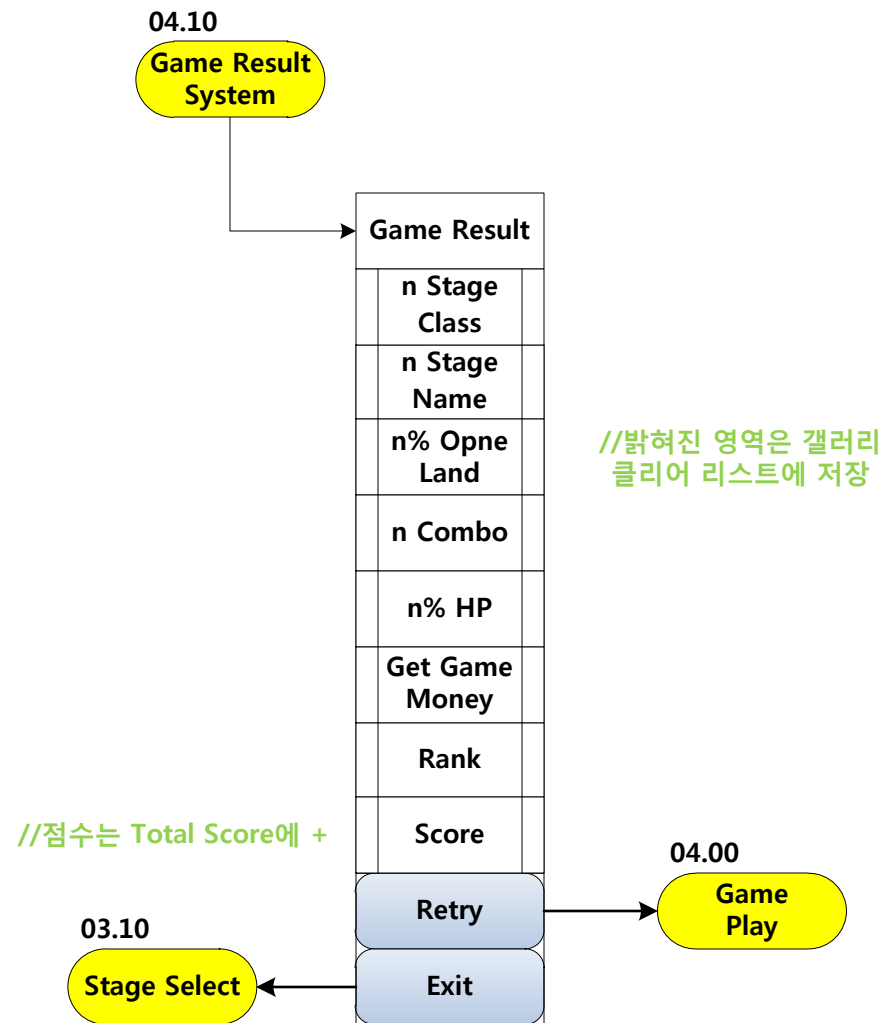 04.10
Game Result
System
Game Result
n Stage
Class
n Stage
Name
n% Opne
Land
//밝혀진 영역은 갤러리
클리어 리스트에 저장
n Combo
n% HP
Get Game
Money
Rank
Score
//점수는 Total Score에 +
Retry
04.00
Game
Play
03.10
Stage Select
Exit